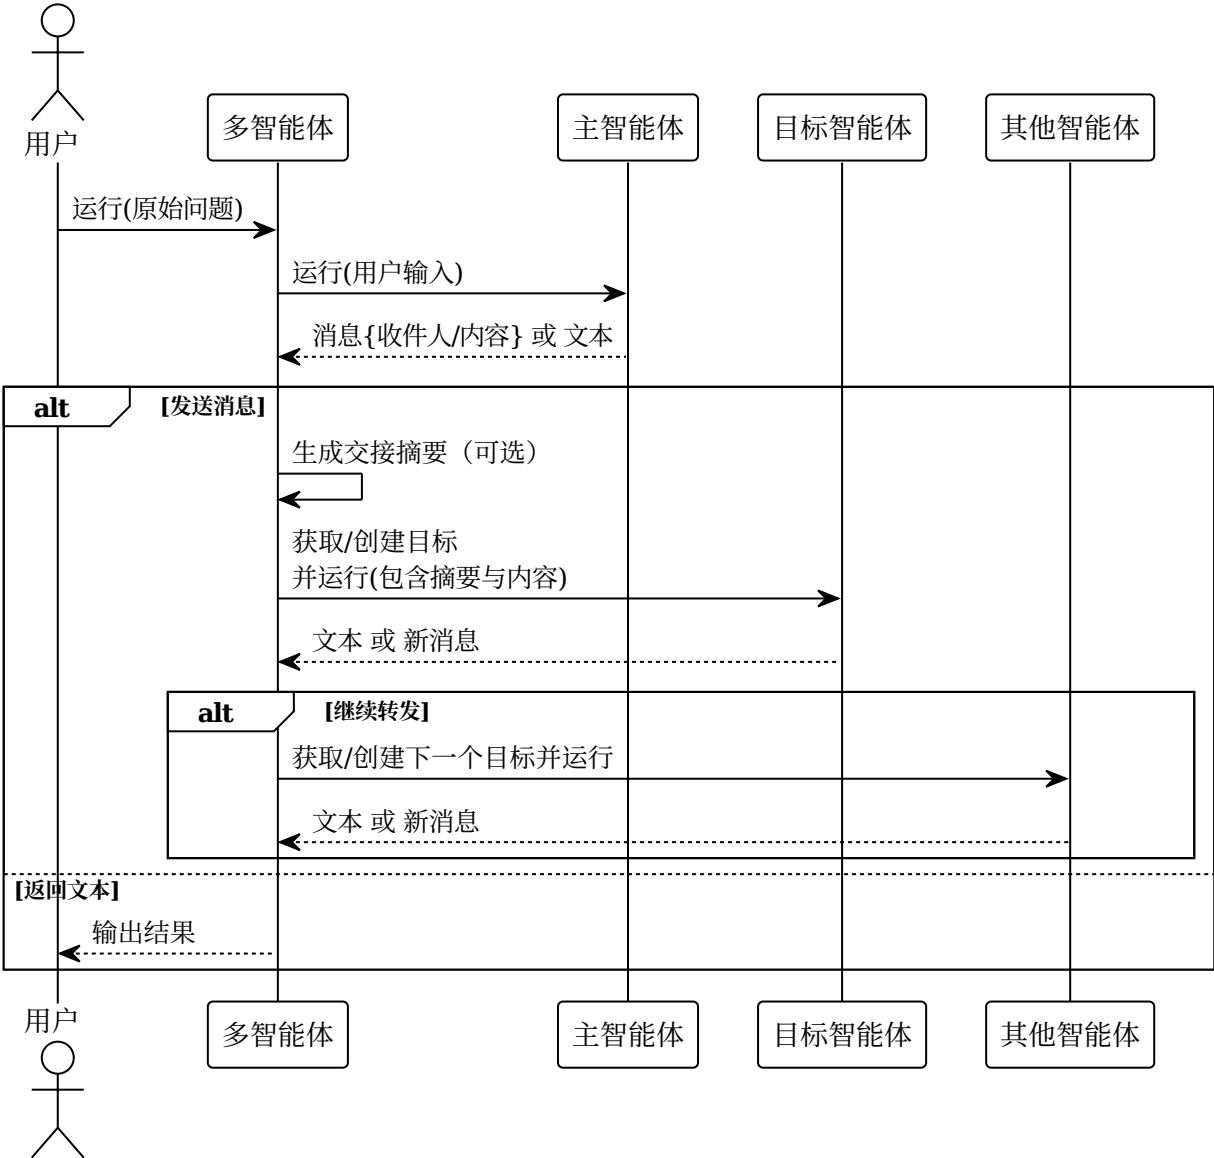 用户
多智能体
主智能体
目标智能体
其他智能体
运行(原始问题)
运行(用户输入)
消息{收件人/内容} 或 文本
alt
[发送消息]
生成交接摘要（可选）
获取/创建目标
并运行(包含摘要与内容)
文本 或 新消息
alt
[继续转发]
获取/创建下一个目标并运行
文本 或 新消息
[返回文本]
输出结果
用户
多智能体
主智能体
目标智能体
其他智能体